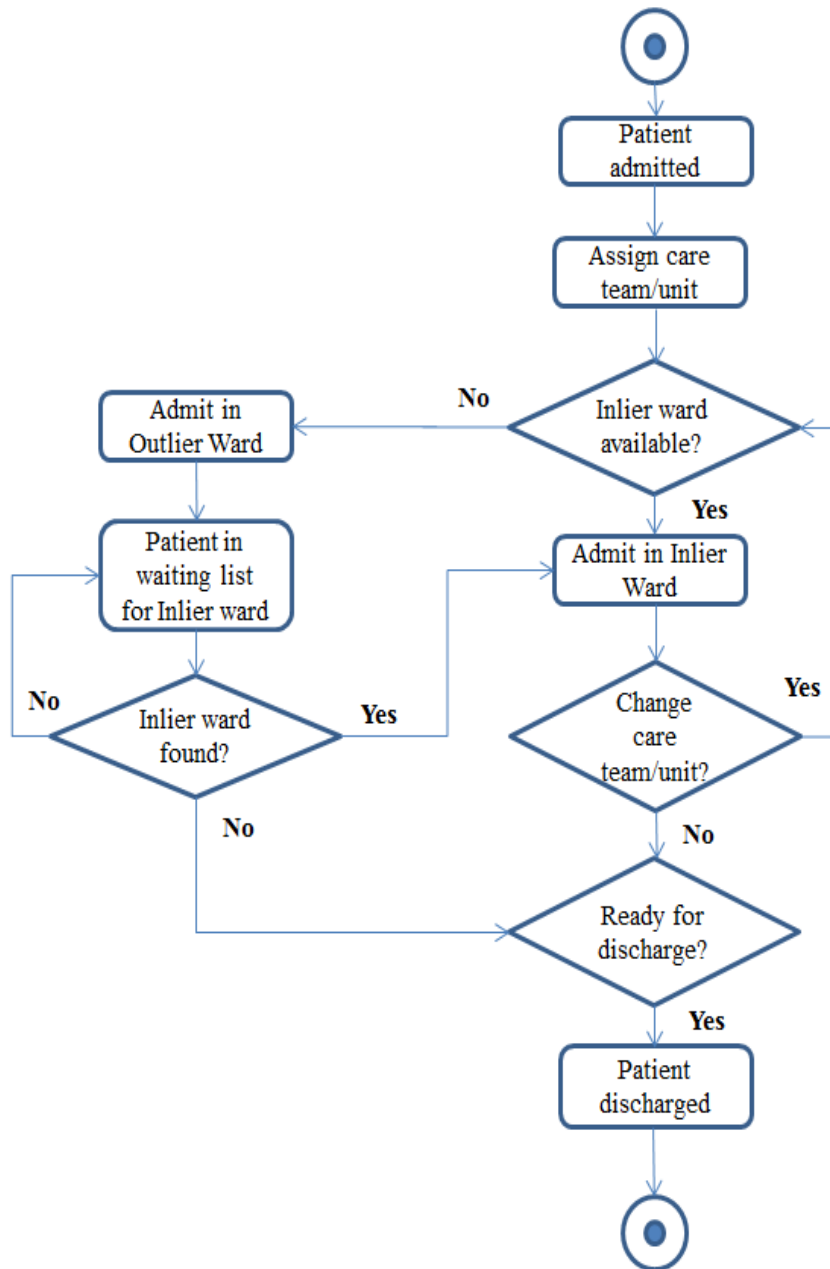 Patient
admitted
Assign care
team/unit
Inlier ward
available?
No
Yes
Admit in
Outlier Ward
Patient in
waiting list
for Inlier ward
Inlier ward
found?
No
Yes
No
Admit in Inlier
Ward
Change
care
team/unit?
Yes
No
Ready for
discharge?
Yes
Patient
discharged